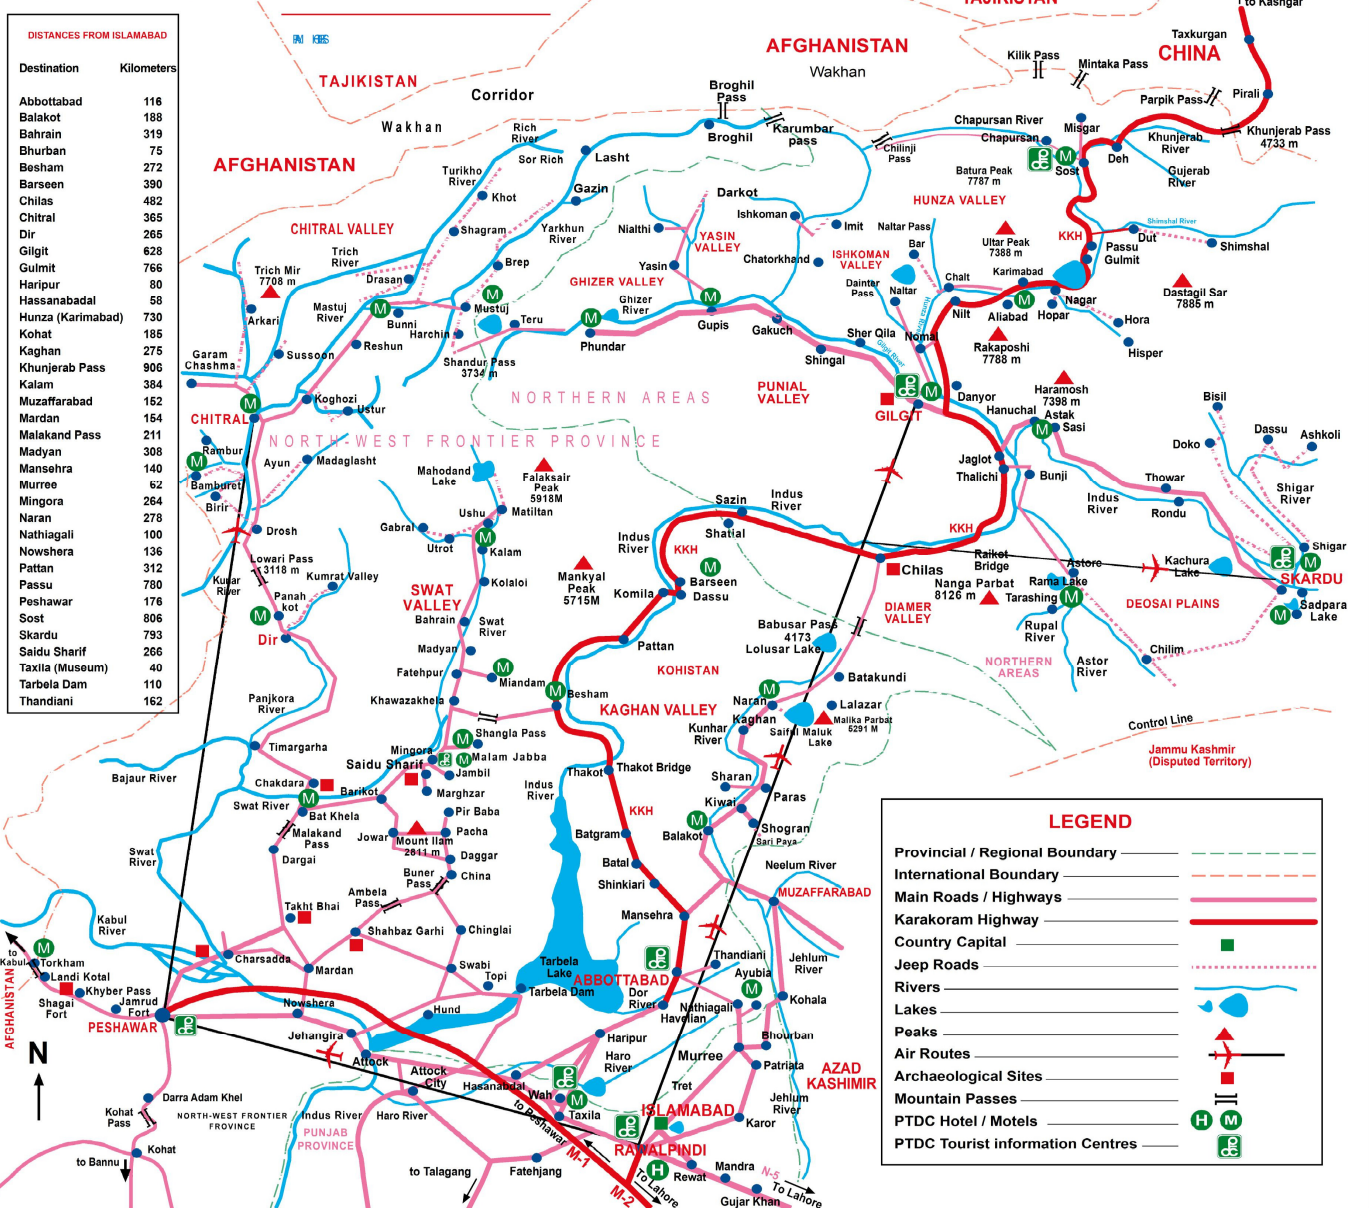 DISTANCES FROM ISLAMABAD
Destination Kilometers
Abbottabad 116
Balakot 188
Bahrain 319
Bhurban 75
Besham 272
Barseen 390
Chilas 482
Chitral 365
Dir 265
Gilgit 628
Gulmit 766
Haripur 80
Hassanabadal 58
Hunza (Karimabad) 730
Kohat 185
Kaghan 275
Khunjerab Pass 906
Kalam 384
Muzaffarabad 152
Mardan 154
Malakand Pass 211
Madyan 308
Mansehra 140
Murree 62
Mingora 264
Naran 278
Nathiagali 100
Nowshera 136
Pattan 312
Passu 780
Peshawar 176
Sost 806
Skardu 793
Saidu Sharif 266
Taxila (Museum) 40
Tarbela Dam 110
Thandiani 162
TAJIKISTAN
TAJIKISTAN
AFGHANISTAN
Wakhan
Corridor
Wakhan
AFGHANISTAN
to Kashgar
Taxkurgan
CHINA
Kilik Pass
Mintaka Pass
Parpik Pass
Pirali
Khunjerab Pass
4733 m
Khunjerab
River
Gujerab
River
Deh
Misgar
Chapursan River
Chapursan
Sost
M
Batura Peak
7787 m
Chilinji
Pass
Karumbar
pass
Broghil
Pass
Broghil
Rich
River
Sor Rich
Lasht
Gazin
Turikho
River
Khot
Shagram
Yarkhun
River
Brep
CHITRAL VALLEY
Trich
River
Trich Mir
7708 m
Drasan
Mastuj
River
M
Bunni
Mastuj
M
Harchin
Teru
Arkari
Sussoon
Reshun
Garam
Chashma
CHITRAL
M
Koghozi
Ustur
Shandur Pass
3734 m
Phundar
M
Ghizer
River
GHIZER VALLEY
Nialthi
Darkot
YASIN
VALLEY
Yasin
M
Gupis
Ishkoman
Imit
Chatorkhand
ISHKOMAN
VALLEY
Gakuch
Shingal
Sher Qila
Gilgit River
PUNIAL
VALLEY
HUNZA VALLEY
Naltar Pass
Bar
Dainter
Pass
Naltar
Chalt
Hunza River
Nomal
Nilt
Ultar Peak
7388 m
Karimabad
M
Aliabad
Hopar
Nagar
KKH
Passu
Gulmit
Dut
Shimshal River
Shimshal
Dastagil Sar
7885 m
Hora
Hisper
Rakaposhi
7788 m
Haramosh
7398 m
GILGIT
M
Danyor
Hanuchal
Astak
M
Sasi
Jaglot
Thalichi
Bunji
Bisil
Doko
Dassu
Ashkoli
Thowar
Rondu
Indus
River
Shigar
River
Shigar
Kachura
Lake
M
SKARDU
M
Sadpara
Lake
DEOSAI PLAINS
Chilim
Astore
Rama Lake
Tarashing
M
Rupal
River
Astor
River
NORTHERN
AREAS
Nanga Parbat
8126 m
Raikot
Bridge
KKH
Chilas
DIAMER
VALLEY
NORTHERN AREAS
NORTH-WEST FRONTIER PROVINCE
Rambur
M
Bamburet
Birir
Ayun
Madaglasht
Drosh
Lowari Pass
3118 m
Kunar
River
Kumrat Valley
Panah
kot
M
Dir
Panjkora
River
Timargarha
Bajaur River
Mahodand
Lake
Falaksair
Peak
5918M
Ushu
Matiltan
Gabral
Utrot
M
Kalam
Kolaloi
SWAT
VALLEY
Bahrain
Swat
River
Madyan
Fatehpur
M
Miandam
Khawazakhela
Mankyal
Peak
5715M
Sazin
Indus
River
Shatial
Indus
River
KKH
M
Barseen
Dassu
Komila
Pattan
KOHISTAN
M
Besham
KAGHAN VALLEY
Babusar Pass
4173
Lolusar Lake
Batakundi
M
Naran
Kaghan
Lalazar
Malika Parbat
5291 M
Saiful Maluk
Lake
Kunhar
River
Sharan
Paras
Kiwai
Shogran
Sari Paya
M
Balakot
Control Line
Jammu Kashmir
(Disputed Territory)
Mingora
Shangla Pass
M
M
Malam Jabba
Saidu Sharif
Jambil
Marghzar
Thakot
Thakot Bridge
Indus
River
KKH
Chakdara
M
Swat River
Bat Khela
Barikot
Malakand
Pass
Dargai
Pir Baba
Jowar
Pacha
Mount Ilam
2811 m
Daggar
Buner
Pass
China
Ambela
Pass
Batgram
Batal
Shinkiari
Mansehra
Neelum River
MUZAFFARABAD
Swat
River
Takht Bhai
Shahbaz Garhi
Chinglai
Kabul
River
Charsadda
Mardan
Swabi
Topi
Tarbela
Lake
Tarbela Dam
ABBOTTABAD
Thandiani
Jehlum
River
Ayubia
M
Dor
River
Nathiagali
Kohala
Havelian
to
Kabul
M
Torkham
Landi Kotal
Khyber Pass
Shagai
Fort
Jamrud
Fort
AFGHANISTAN
PESHAWAR
Nowshera
Jehangira
Hund
Attock
Attock
City
Haripur
Haro
River
Murree
Bhourban
Patriata
AZAD
KASHIMIR
Tret
Jehlum
River
Karor
Hasanabdal
Wah
M
Taxila
ISLAMABAD
RAWALPINDI
H
Rewat
Mandra
N-5
To Lahore
Gujar Khan
To Lahore
M-2
M-1
to Peshawar
Fatehjang
to Talagang
Haro River
Indus River
PUNJAB
PROVINCE
NORTH-WEST FRONTIER
PROVINCE
Darra Adam Khel
Kohat
Pass
Kohat
to Bannu
N
LEGEND
Provincial / Regional Boundary
International Boundary
Main Roads / Highways
Karakoram Highway
Country Capital
Jeep Roads
Rivers
Lakes
Peaks
Air Routes
Archaeological Sites
Mountain Passes
PTDC Hotel / Motels H M
PTDC Tourist information Centres